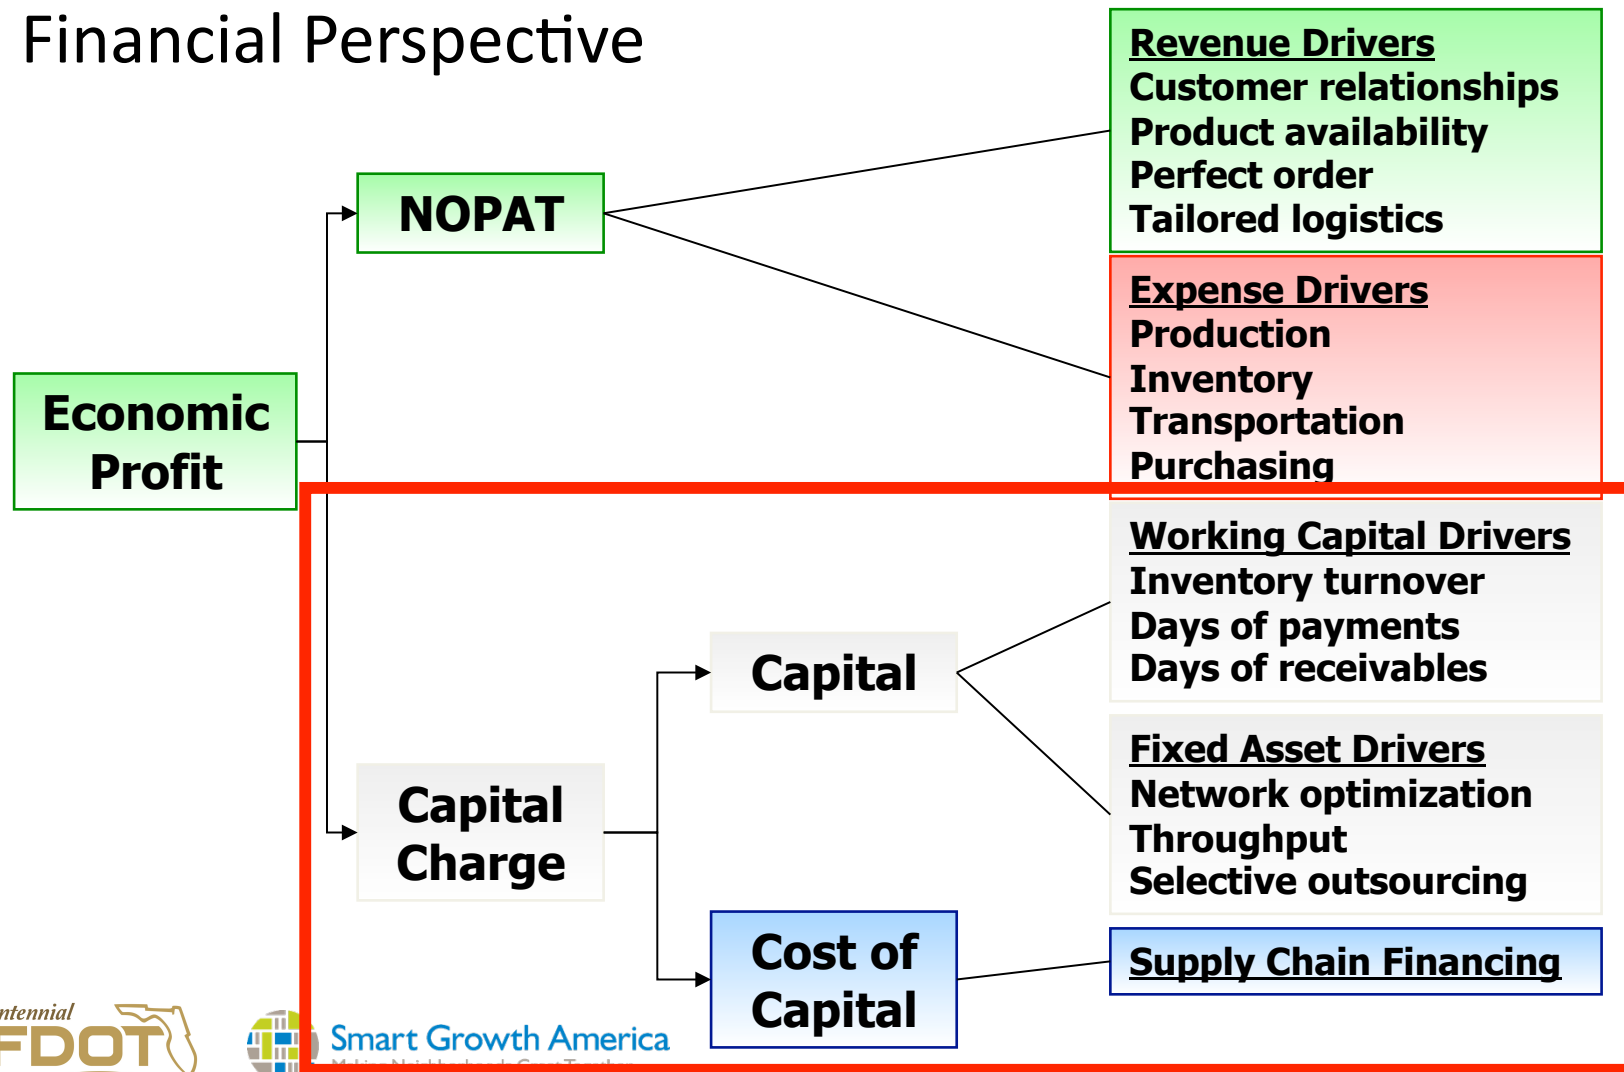 Financial Perspective
Revenue Drivers
Customer relationships
Product availability
Perfect order
Tailored logistics
NOPAT
Expense Drivers
Production
Inventory
Transportation
Purchasing
Economic
Profit
Working Capital Drivers
Inventory turnover
Days of payments
Days of receivables
Capital
Fixed Asset Drivers
Network optimization
Throughput
Selective outsourcing
Capital
Charge
Cost of
Capital
Supply Chain Financing
FDOT
Smart Growth America